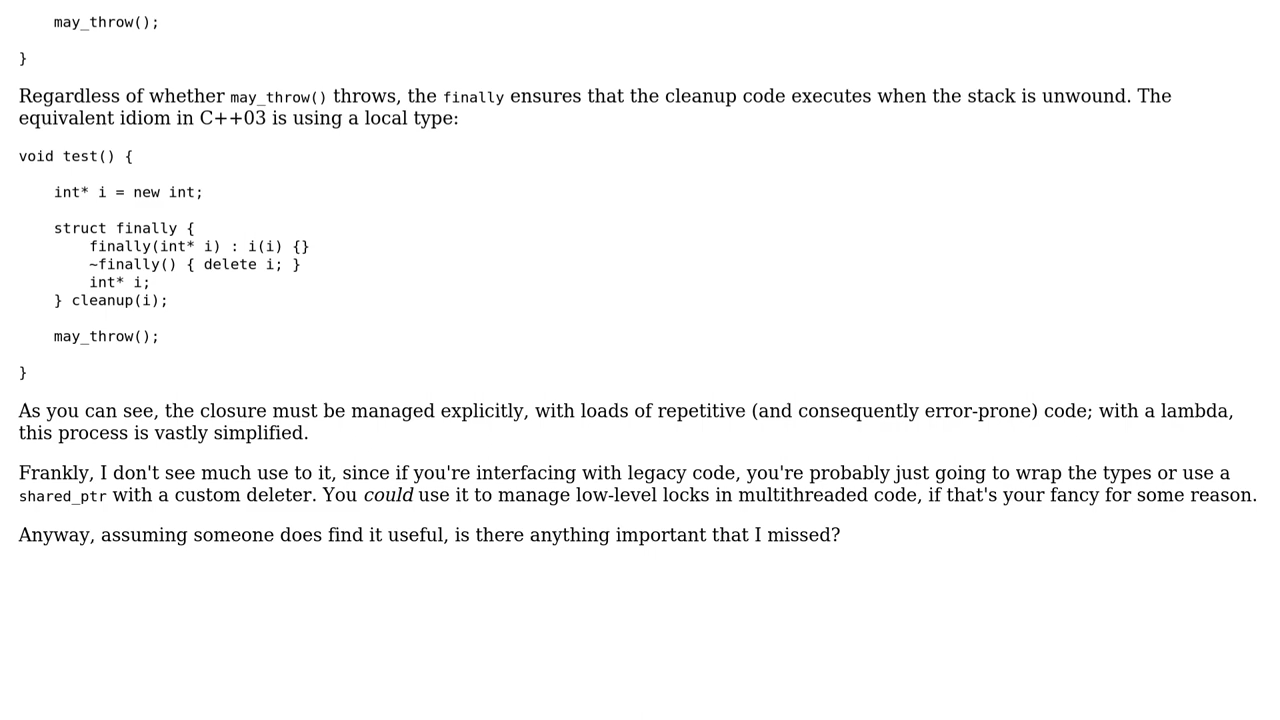 may_throw();
}
Regardless of whether may_throw() throws, the finally ensures that the cleanup code executes when the stack is unwound. The
equivalent idiom in C++03 is using a local type:
void test() {
    int* i = new int;
    struct finally {
        finally(int* i) : i(i) {}
        ~finally() { delete i; }
        int* i;
    } cleanup(i);
    may_throw();
}
As you can see, the closure must be managed explicitly, with loads of repetitive (and consequently error-prone) code; with a lambda,
this process is vastly simplified.
Frankly, I don't see much use to it, since if you're interfacing with legacy code, you're probably just going to wrap the types or use a
shared_ptr with a custom deleter. You could use it to manage low-level locks in multithreaded code, if that's your fancy for some reason.
Anyway, assuming someone does find it useful, is there anything important that I missed?